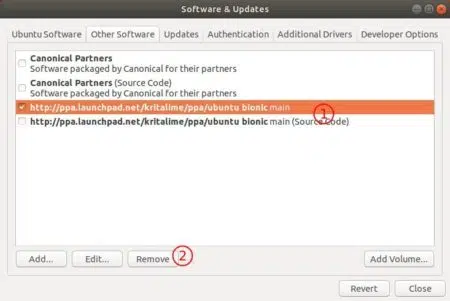 Software & Updates
Ubuntu Software Other Software Updates Authentication Additional Drivers Developer Options
Canonical Partners
Software packaged by Canonical for their partners
Canonical Partners (Source Code)
Software packaged by Canonical for their partners
http://ppa.launchpad.net/kritalime/ppa/ubuntu bionic main
1
http://ppa.launchpad.net/kritalime/ppa/ubuntu bionic main (Source Code)
Add... Edit... Remove 2 Add Volume...
Revert Close